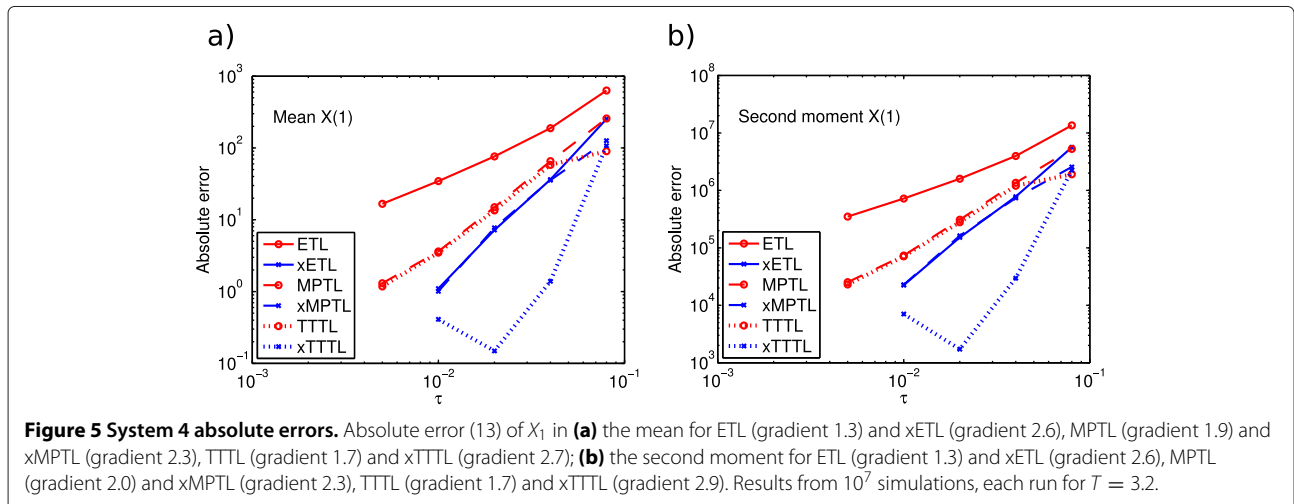 a)
b)
10^3
10^2
10^1
10^0
10^-1
Absolute error
Mean X(1)
ETL
xETL
MPTL
xMPTL
TTTL
xTTTL
10^-3
10^-2
10^-1
τ
10^8
10^7
10^6
10^5
10^4
10^3
Absolute error
Second moment X(1)
ETL
xETL
MPTL
xMPTL
TTTL
xTTTL
10^-3
10^-2
10^-1
τ
Figure 5 System 4 absolute errors. Absolute error (13) of X₁ in (a) the mean for ETL (gradient 1.3) and xETL (gradient 2.6), MPTL (gradient 1.9) and
xMPTL (gradient 2.3), TTTL (gradient 1.7) and xTTTL (gradient 2.7); (b) the second moment for ETL (gradient 1.3) and xETL (gradient 2.6), MPTL
(gradient 2.0) and xMPTL (gradient 2.3), TTTL (gradient 1.7) and xTTTL (gradient 2.9). Results from 10^7 simulations, each run for T = 3.2.